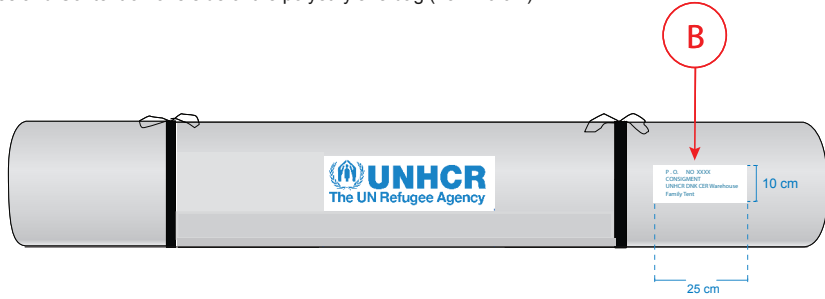 B
UNHCR
The UN Refugee Agency
P . O. NO XXXX
CONSIGMENT
UNHCR DNK CER Warehouse
Family Tent
10 cm
25 cm